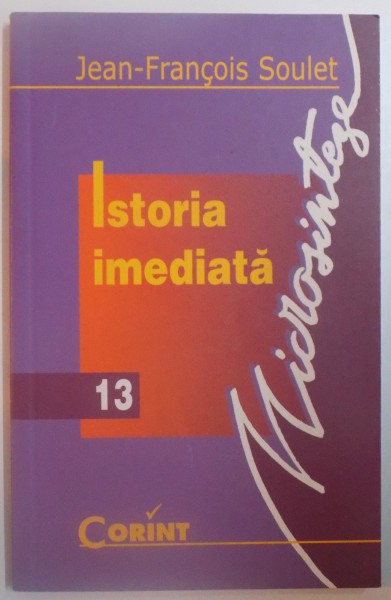 Jean-François Soulet
Istoria
imediată
Microsinteze
13
CORINT